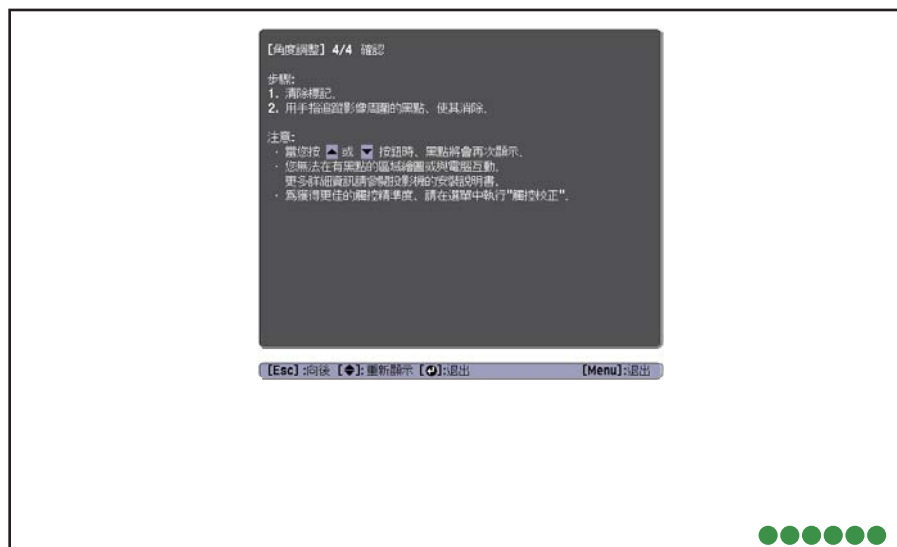 【角度調整】4/4 確認
步驟:
1. 清除標記.
2. 用手指追蹤影像周圍的黑點、使其消除.
注意:
· 當您按 ▲ 或 ▼ 按鈕時、黑點將會再次顯示.
· 您無法在有黑點的區域繪圖或與電腦互動.
更多詳細資訊請參閱投影機的安裝說明書.
· 為獲得更佳的觸控精準度、請在選單中執行"觸控校正".
[Esc] :向後 [◆]: 重新顯示 [⏎]:退出 [Menu]:退出